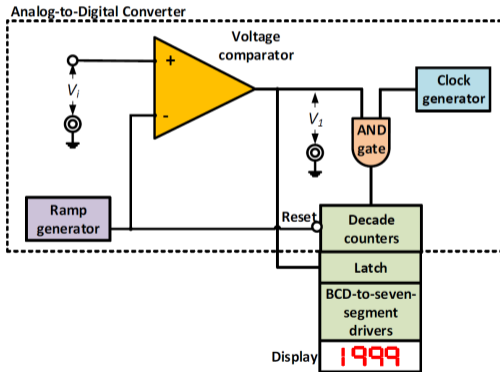 Analog-to-Digital Converter
Voltage
comparator
+
-
Vi
V1
Clock
generator
AND
gate
Ramp
generator
Reset
Decade
counters
Latch
BCD-to-seven-
segment
drivers
Display
1999